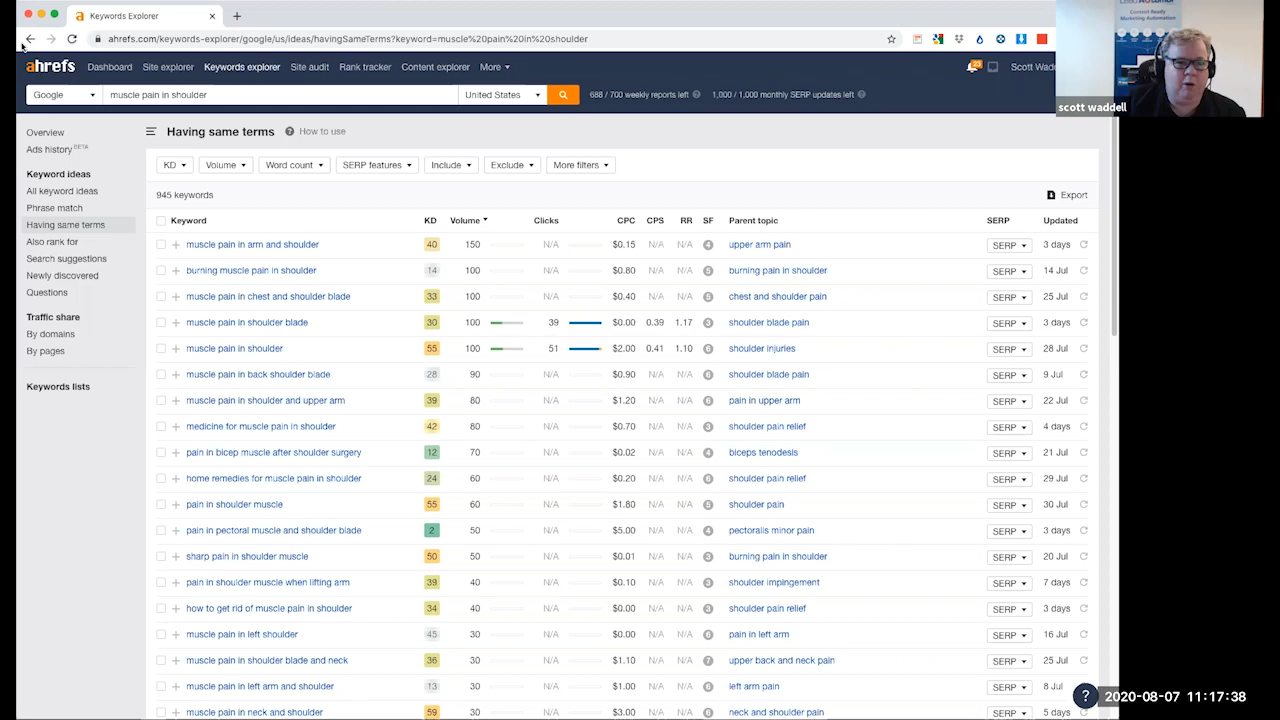 Keywords Explorer
ahrefs.com/keywords-explorer/google/us/ideas/havingSameTerms?keyword=muscle%20pain%20in%20shoulder
ahrefs Dashboard Site explorer Keywords explorer Site audit Rank tracker Content explorer More 23 Scott Wadd
Google muscle pain in shoulder United States 688 / 700 weekly reports left ? 1,000 / 1,000 monthly SERP updates left ?
Content Ready
Marketing Automation
scott waddell
Overview
Ads history BETA
Keyword ideas
All keyword ideas
Phrase match
Having same terms
Also rank for
Search suggestions
Newly discovered
Questions
Traffic share
By domains
By pages
Keywords lists
Having same terms ? How to use
KD Volume Word count SERP features Include Exclude More filters
945 keywords Export
Keyword KD Volume Clicks CPC CPS RR SF Parent topic SERP Updated
muscle pain in arm and shoulder 40 150 N/A $0.15 N/A N/A 4 upper arm pain SERP 3 days
burning muscle pain in shoulder 14 100 N/A $0.80 N/A N/A 5 burning pain in shoulder SERP 14 Jul
muscle pain in chest and shoulder blade 33 100 N/A $0.40 N/A N/A 5 chest and shoulder pain SERP 25 Jul
muscle pain in shoulder blade 30 100 39 $0.00 0.39 1.17 3 shoulder blade pain SERP 3 days
muscle pain in shoulder 55 100 51 $2.00 0.41 1.10 6 shoulder injuries SERP 28 Jul
muscle pain in back shoulder blade 28 90 N/A $0.90 N/A N/A 6 shoulder blade pain SERP 9 Jul
muscle pain in shoulder and upper arm 39 80 N/A $1.20 N/A N/A 6 pain in upper arm SERP 22 Jul
medicine for muscle pain in shoulder 42 80 N/A $0.70 N/A N/A 6 shoulder pain relief SERP 4 days
pain in bicep muscle after shoulder surgery 12 70 N/A $0.02 N/A N/A 4 biceps tenodesis SERP 21 Jul
home remedies for muscle pain in shoulder 24 60 N/A $0.20 N/A N/A 6 shoulder pain relief SERP 29 Jul
pain in shoulder muscle 55 60 N/A $1.80 N/A N/A 6 shoulder pain SERP 30 Jul
pain in pectoral muscle and shoulder blade 2 50 N/A $5.00 N/A N/A 4 pectoralis minor pain SERP 3 days
sharp pain in shoulder muscle 50 50 N/A $0.01 N/A N/A 3 burning pain in shoulder SERP 20 Jul
pain in shoulder muscle when lifting arm 39 40 N/A $0.10 N/A N/A 3 shoulder impingement SERP 7 days
how to get rid of muscle pain in shoulder 34 40 N/A $0.00 N/A N/A 3 shoulder pain relief SERP 3 days
muscle pain in left shoulder 45 30 N/A $0.00 N/A N/A 6 pain in left arm SERP 16 Jul
muscle pain in shoulder blade and neck 36 30 N/A $1.10 N/A N/A 7 upper back and neck pain SERP 25 Jul
muscle pain in left arm and shoulder 13 30 N/A $1.00 N/A N/A 6 left arm pain SERP 8 Jul
muscle pain in neck and shoulder 59 30 N/A $3.00 N/A N/A 6 neck and shoulder pain SERP 5 days
? 2020-08-07 11:17:38